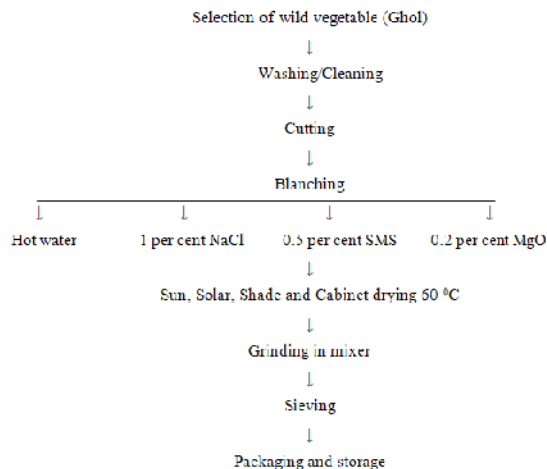 Selection of wild vegetable (Ghol)
↓
Washing/Cleaning
↓
Cutting
↓
Blanching
↓ ↓ ↓ ↓
Hot water 1 per cent NaCl 0.5 per cent SMS 0.2 per cent MgO
↓
Sun, Solar, Shade and Cabinet drying 60 ⁰C
↓
Grinding in mixer
↓
Sieving
↓
Packaging and storage